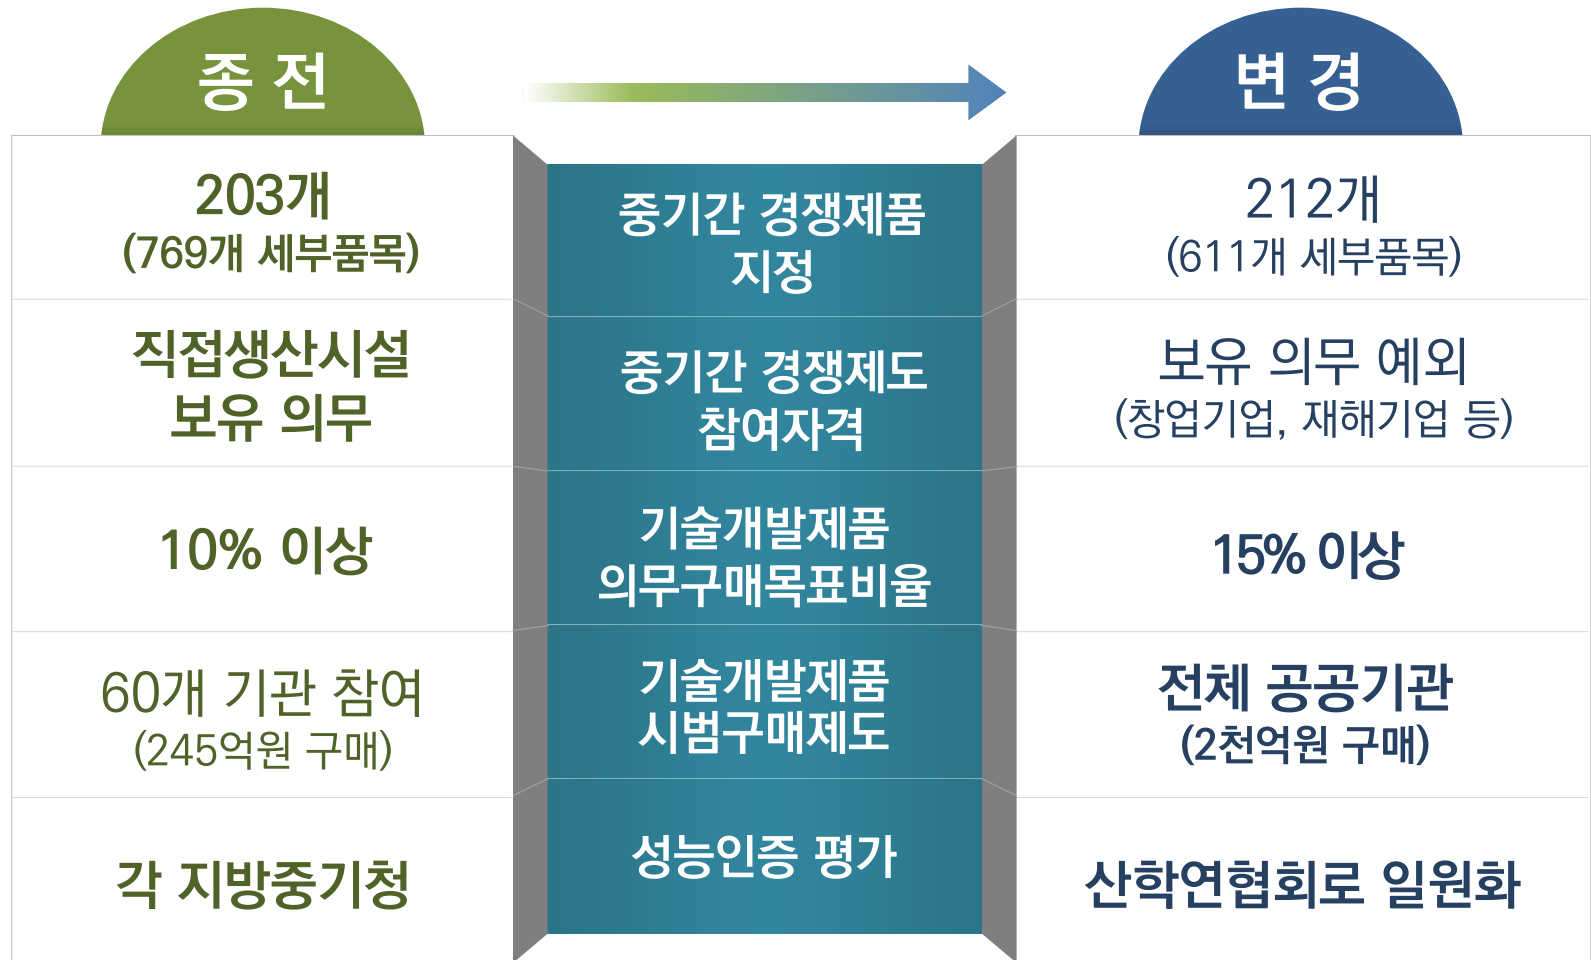 종 전
변 경
203개
(769개 세부품목)
중기간 경쟁제품
지정
212개
(611개 세부품목)
직접생산시설
보유 의무
중기간 경쟁제도
참여자격
보유 의무 예외
(창업기업, 재해기업 등)
10% 이상
기술개발제품
의무구매목표비율
15% 이상
60개 기관 참여
(245억원 구매)
기술개발제품
시범구매제도
전체 공공기관
(2천억원 구매)
각 지방중기청
성능인증 평가
산학연협회로 일원화